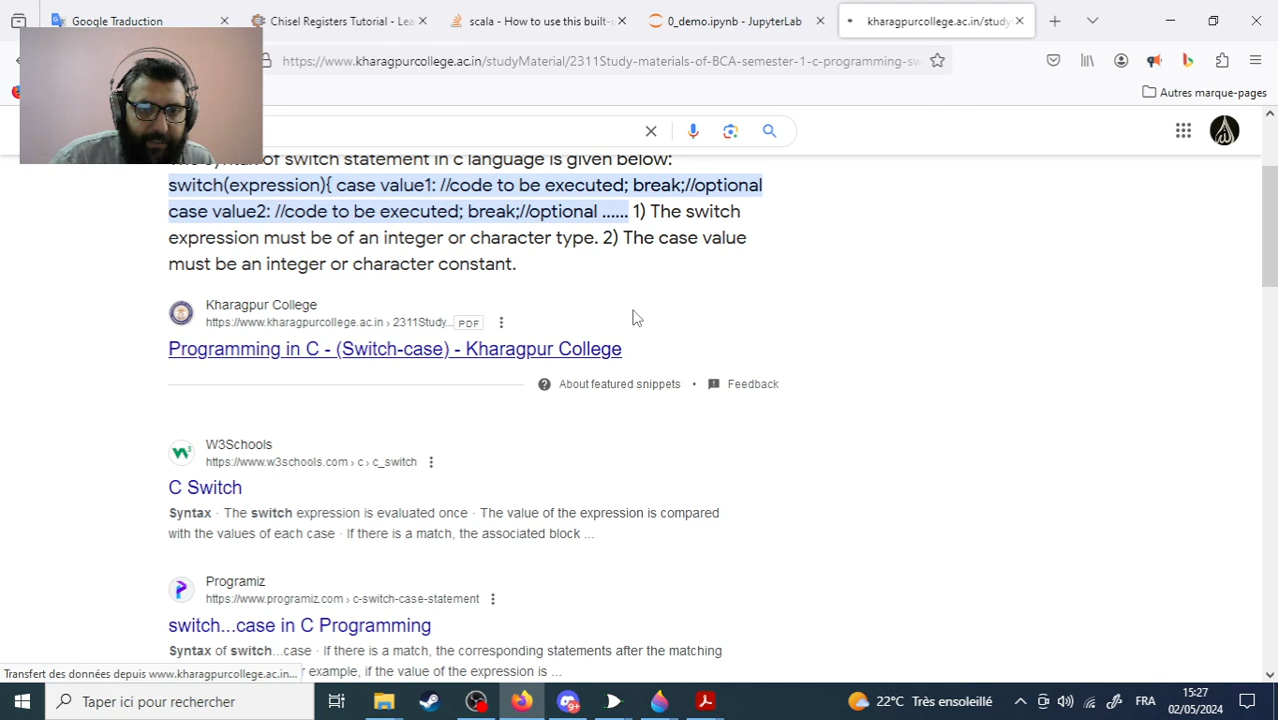 Google Traduction
Chisel Registers Tutorial - Lea
scala - How to use this built-i
0_demo.ipynb - JupyterLab
kharagpurcollege.ac.in/study
https://www.kharagpurcollege.ac.in/studyMaterial/2311Study-materials-of-BCA-semester-1-c-programming-sw
Autres marque-pages
The syntax of switch statement in c language is given below:
switch(expression){ case value1: //code to be executed; break;//optional
case value2: //code to be executed; break;//optional ...... 1) The switch
expression must be of an integer or character type. 2) The case value
must be an integer or character constant.
Kharagpur College
https://www.kharagpurcollege.ac.in › 2311Study... PDF
Programming in C - (Switch-case) - Kharagpur College
About featured snippets • Feedback
W3Schools
https://www.w3schools.com › c › c_switch
C Switch
Syntax · The switch expression is evaluated once · The value of the expression is compared
with the values of each case · If there is a match, the associated block ...
Programiz
https://www.programiz.com › c-switch-case-statement
switch...case in C Programming
Syntax of switch...case · If there is a match, the corresponding statements after the matching
Transfert des données depuis www.kharagpurcollege.ac.in...
example, if the value of the expression is ...
Taper ici pour rechercher
22°C Très ensoleillé
FRA
15:27
02/05/2024